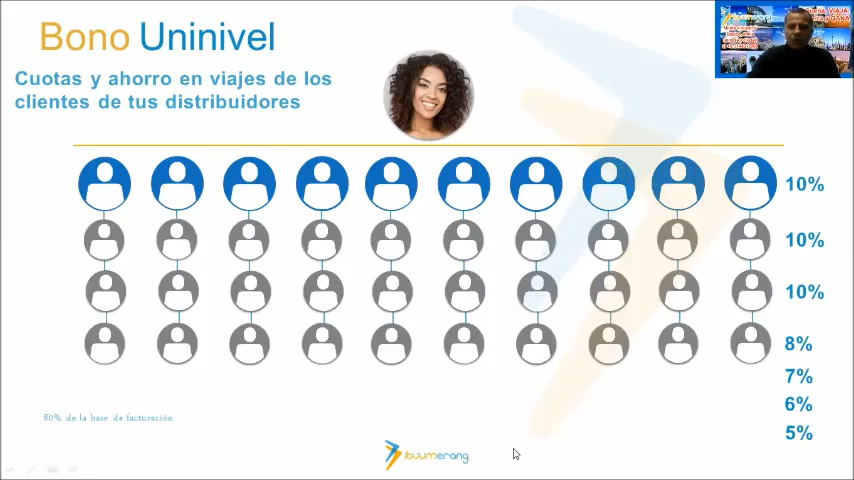 Bono Uninivel
Cuotas y ahorro en viajes de los
clientes de tus distribuidores
10%
10%
10%
8%
7%
6%
5%
80% de la base de facturación
ibuumerang